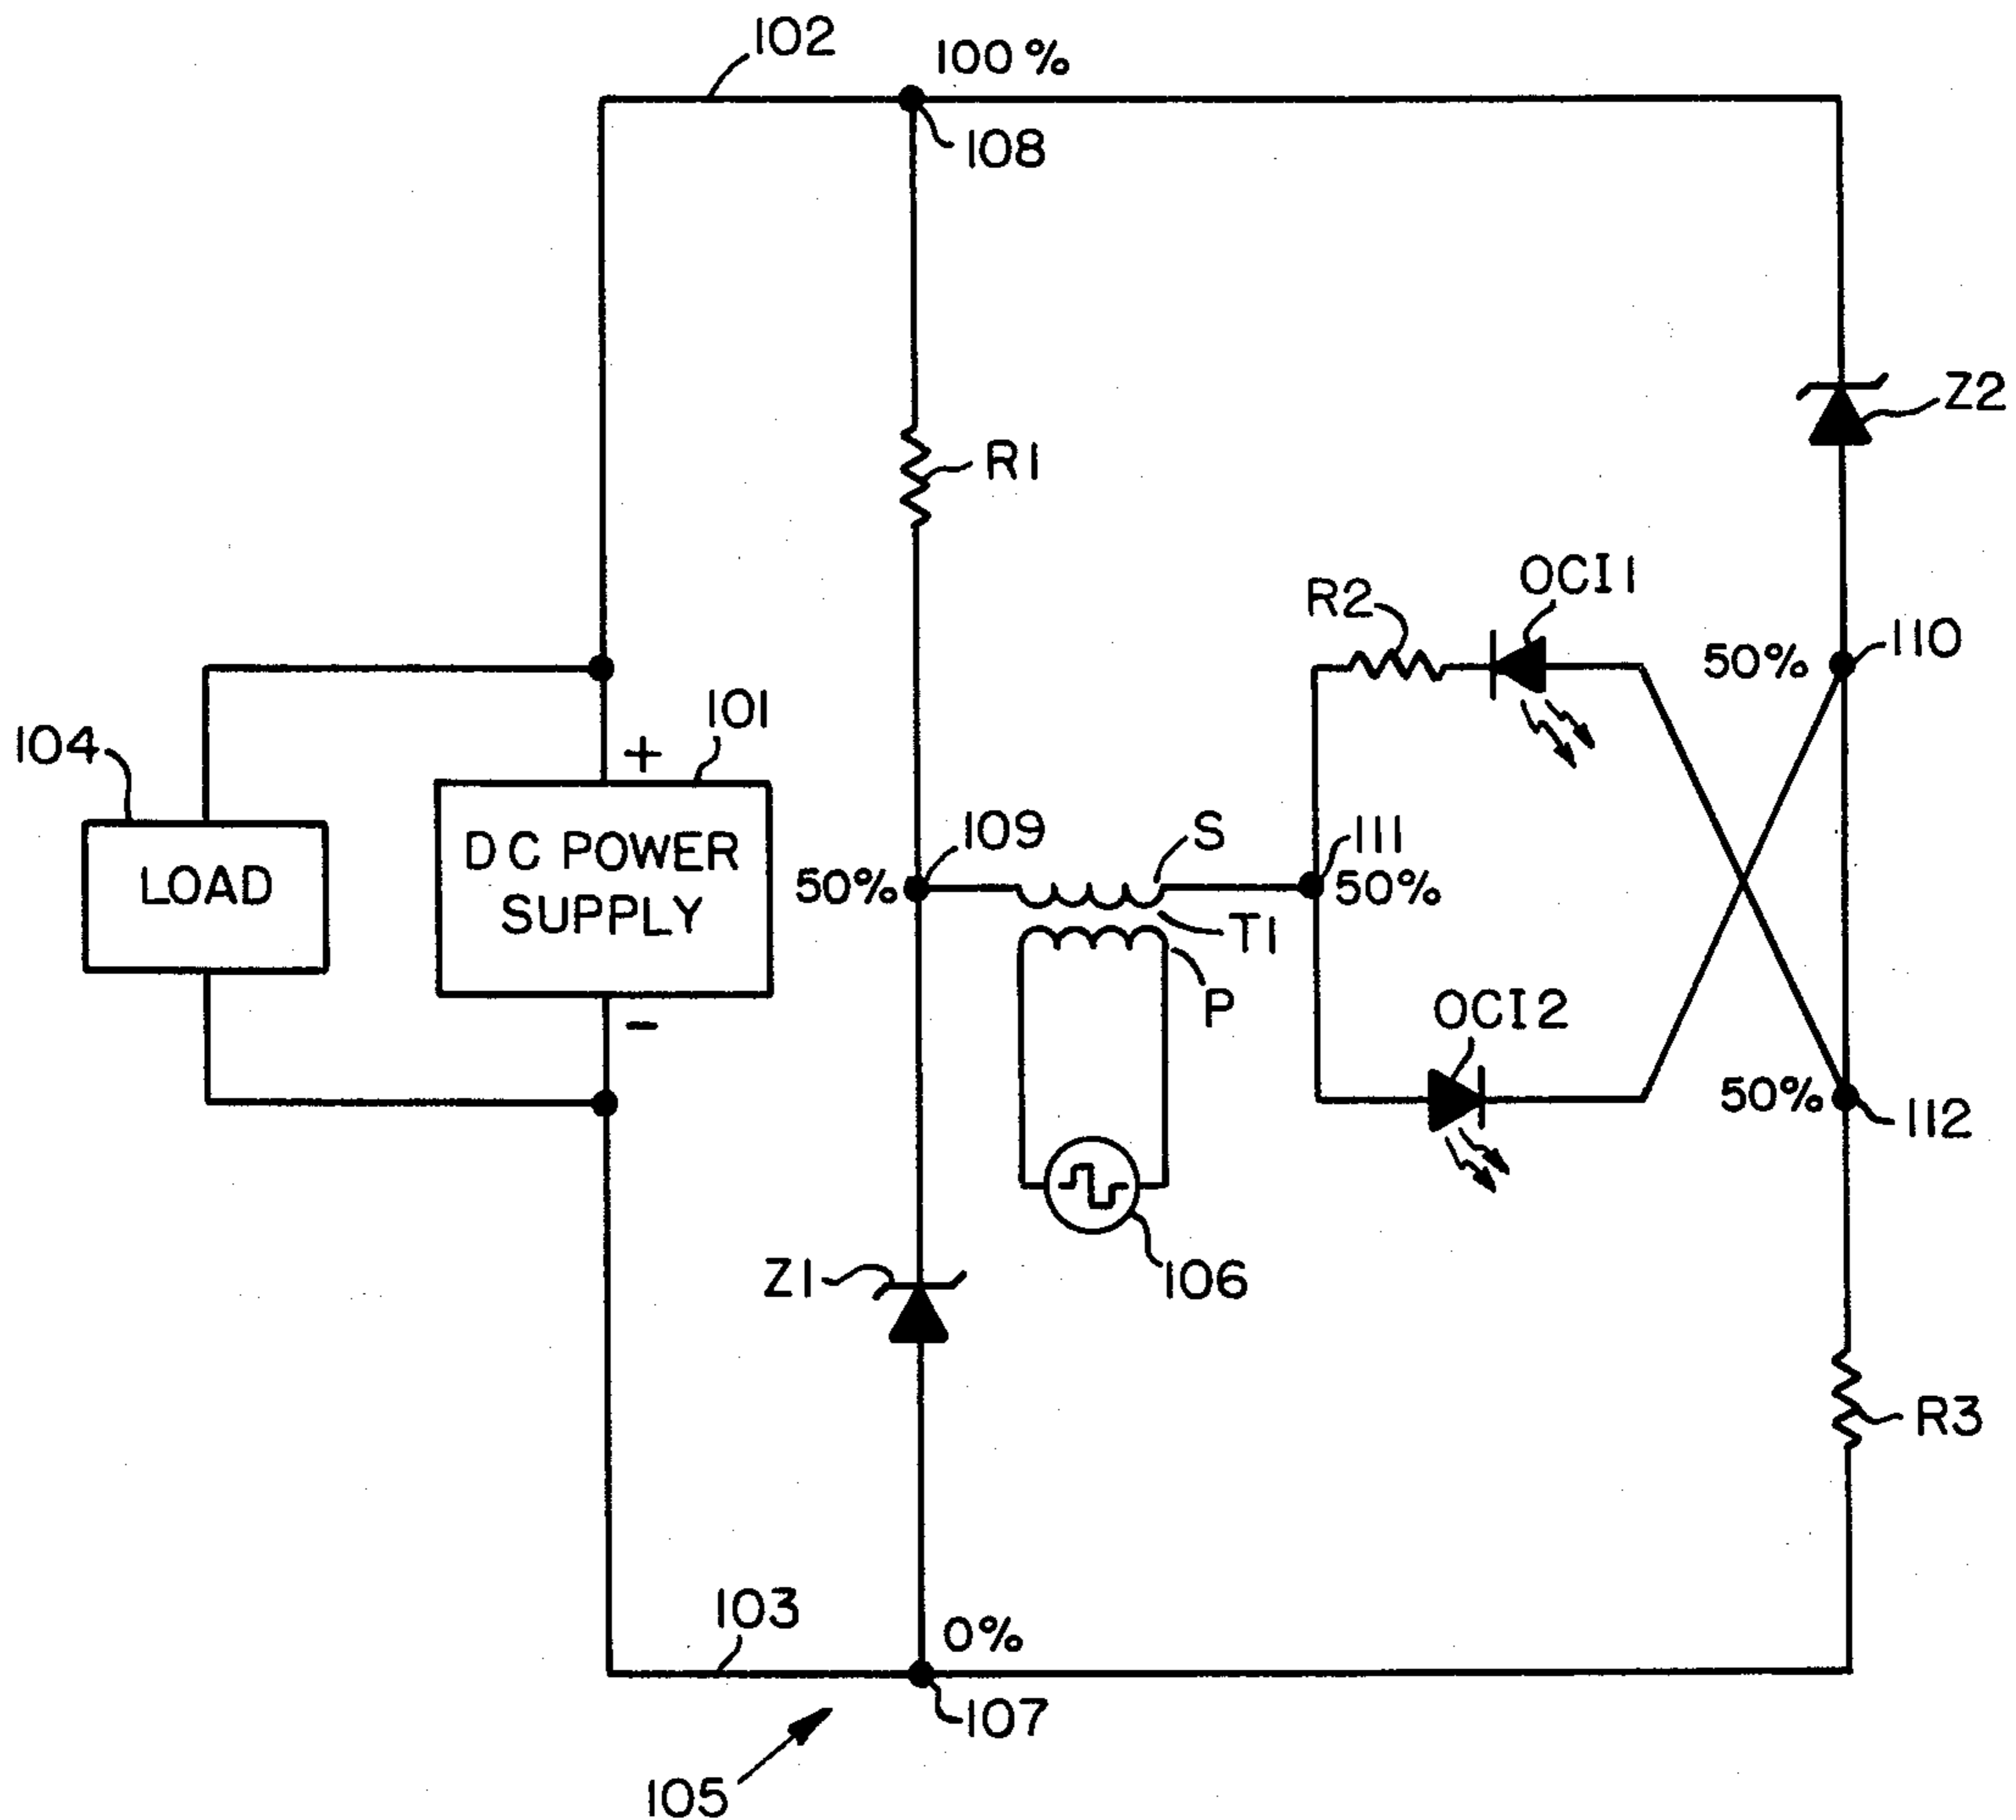 102
100%
108
Z2
R1
OCI1
R2
110
50%
101
+
104
DC POWER
SUPPLY
LOAD
109
S
111
50%
50%
T1
P
-
OCI2
50%
112
Z1
106
R3
103
0%
107
105